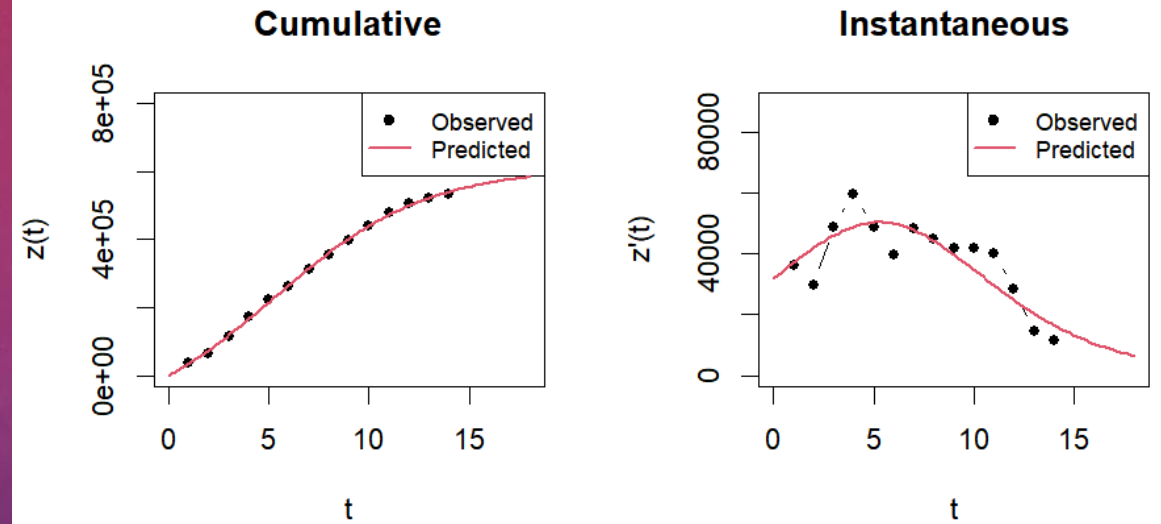 Cumulative
Observed
Predicted
z(t)
0e+00
4e+05
8e+05
0
5
10
15
t
Instantaneous
Observed
Predicted
z'(t)
0
40000
80000
0
5
10
15
t